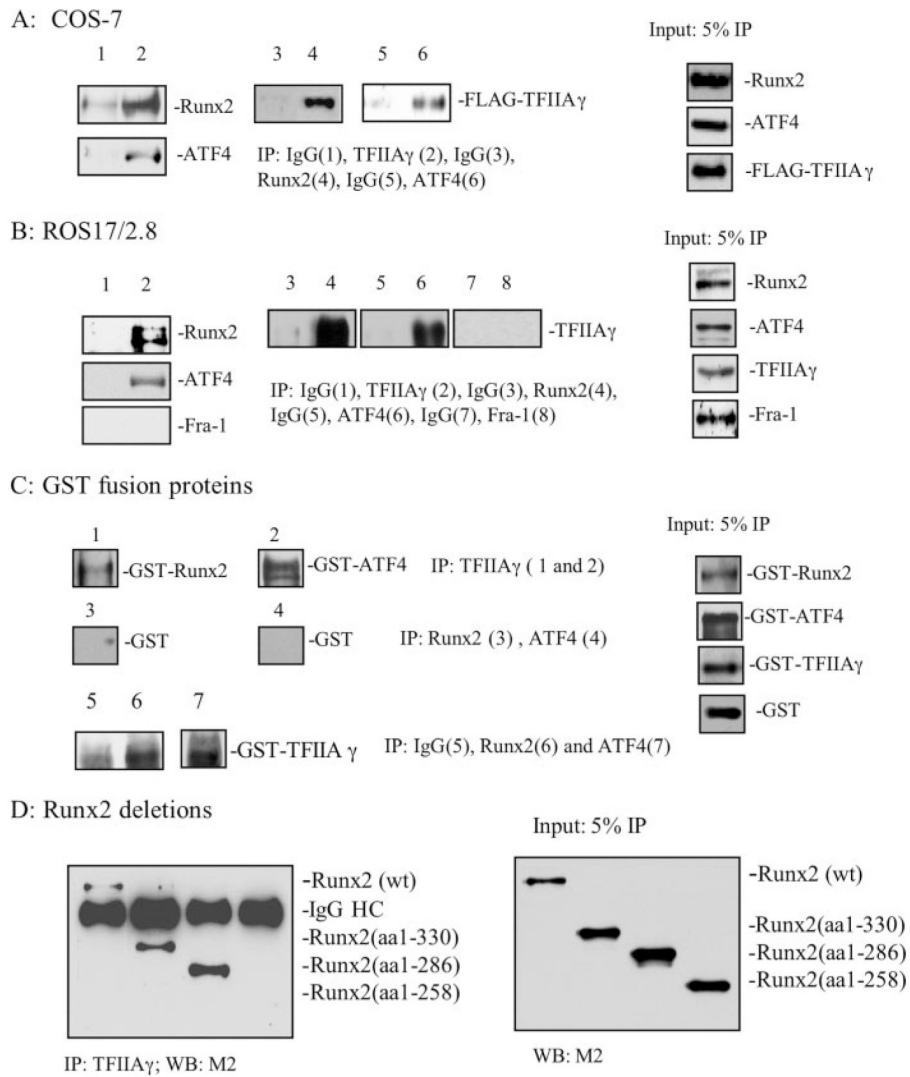 A: COS-7
Input: 5% IP
1 2 3 4 5 6
-Runx2
-FLAG-TFIIAγ
-Runx2
-ATF4
IP: IgG(1), TFIIAγ (2), IgG(3),
Runx2(4), IgG(5), ATF4(6)
-ATF4
-FLAG-TFIIAγ
B: ROS17/2.8
Input: 5% IP
1 2 3 4 5 6 7 8
-Runx2
-TFIIAγ
-Runx2
-ATF4
IP: IgG(1), TFIIAγ (2), IgG(3), Runx2(4),
IgG(5), ATF4(6), IgG(7), Fra-1(8)
-Fra-1
-ATF4
-TFIIAγ
-Fra-1
C: GST fusion proteins
Input: 5% IP
1 2
-GST-Runx2
-GST-ATF4
IP: TFIIAγ ( 1 and 2)
3 4
-GST
-GST
IP: Runx2 (3) , ATF4 (4)
5 6 7
-GST-TFIIA γ
IP: IgG(5), Runx2(6) and ATF4(7)
-GST-Runx2
-GST-ATF4
-GST-TFIIAγ
-GST
D: Runx2 deletions
Input: 5% IP
-Runx2 (wt)
-IgG HC
-Runx2(aa1-330)
-Runx2(aa1-286)
-Runx2(aa1-258)
IP: TFIIAγ; WB: M2
-Runx2 (wt)
-Runx2(aa1-330)
-Runx2(aa1-286)
-Runx2(aa1-258)
WB: M2